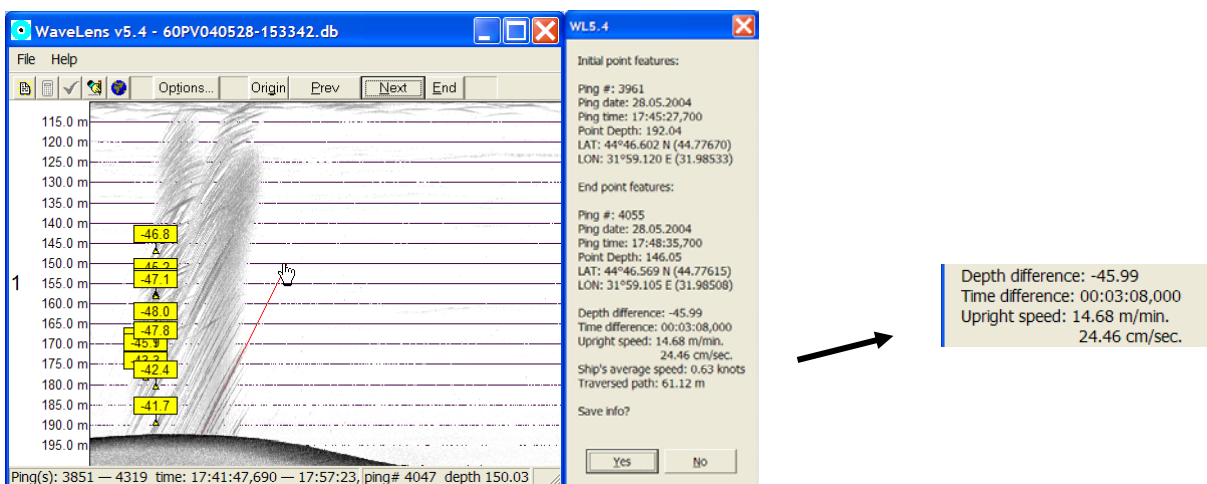 WaveLens v5.4 - 60PV040528-153342.db
File Help
Options... Origin Prev Next End
115.0 m
120.0 m
125.0 m
130.0 m
135.0 m
140.0 m
145.0 m
150.0 m
155.0 m
160.0 m
165.0 m
170.0 m
175.0 m
180.0 m
185.0 m
190.0 m
195.0 m
1
-46.8
-47.1
-48.0
-47.8
-45.9
-42.4
-41.7
Ping(s): 3851 — 4319 time: 17:41:47,690 — 17:57:23, ping# 4047 depth 150.03
WL5.4
Initial point features:
Ping #: 3961
Ping date: 28.05.2004
Ping time: 17:45:27,700
Point Depth: 192.04
LAT: 44º46.602 N (44.77670)
LON: 31º59.120 E (31.98533)
End point features:
Ping #: 4055
Ping date: 28.05.2004
Ping time: 17:48:35,700
Point Depth: 146.05
LAT: 44º46.569 N (44.77615)
LON: 31º59.105 E (31.98508)
Depth difference: -45.99
Time difference: 00:03:08,000
Upright speed: 14.68 m/min.
24.46 cm/sec.
Ship's average speed: 0.63 knots
Traversed path: 61.12 m
Save info?
Yes No
Depth difference: -45.99
Time difference: 00:03:08,000
Upright speed: 14.68 m/min.
24.46 cm/sec.